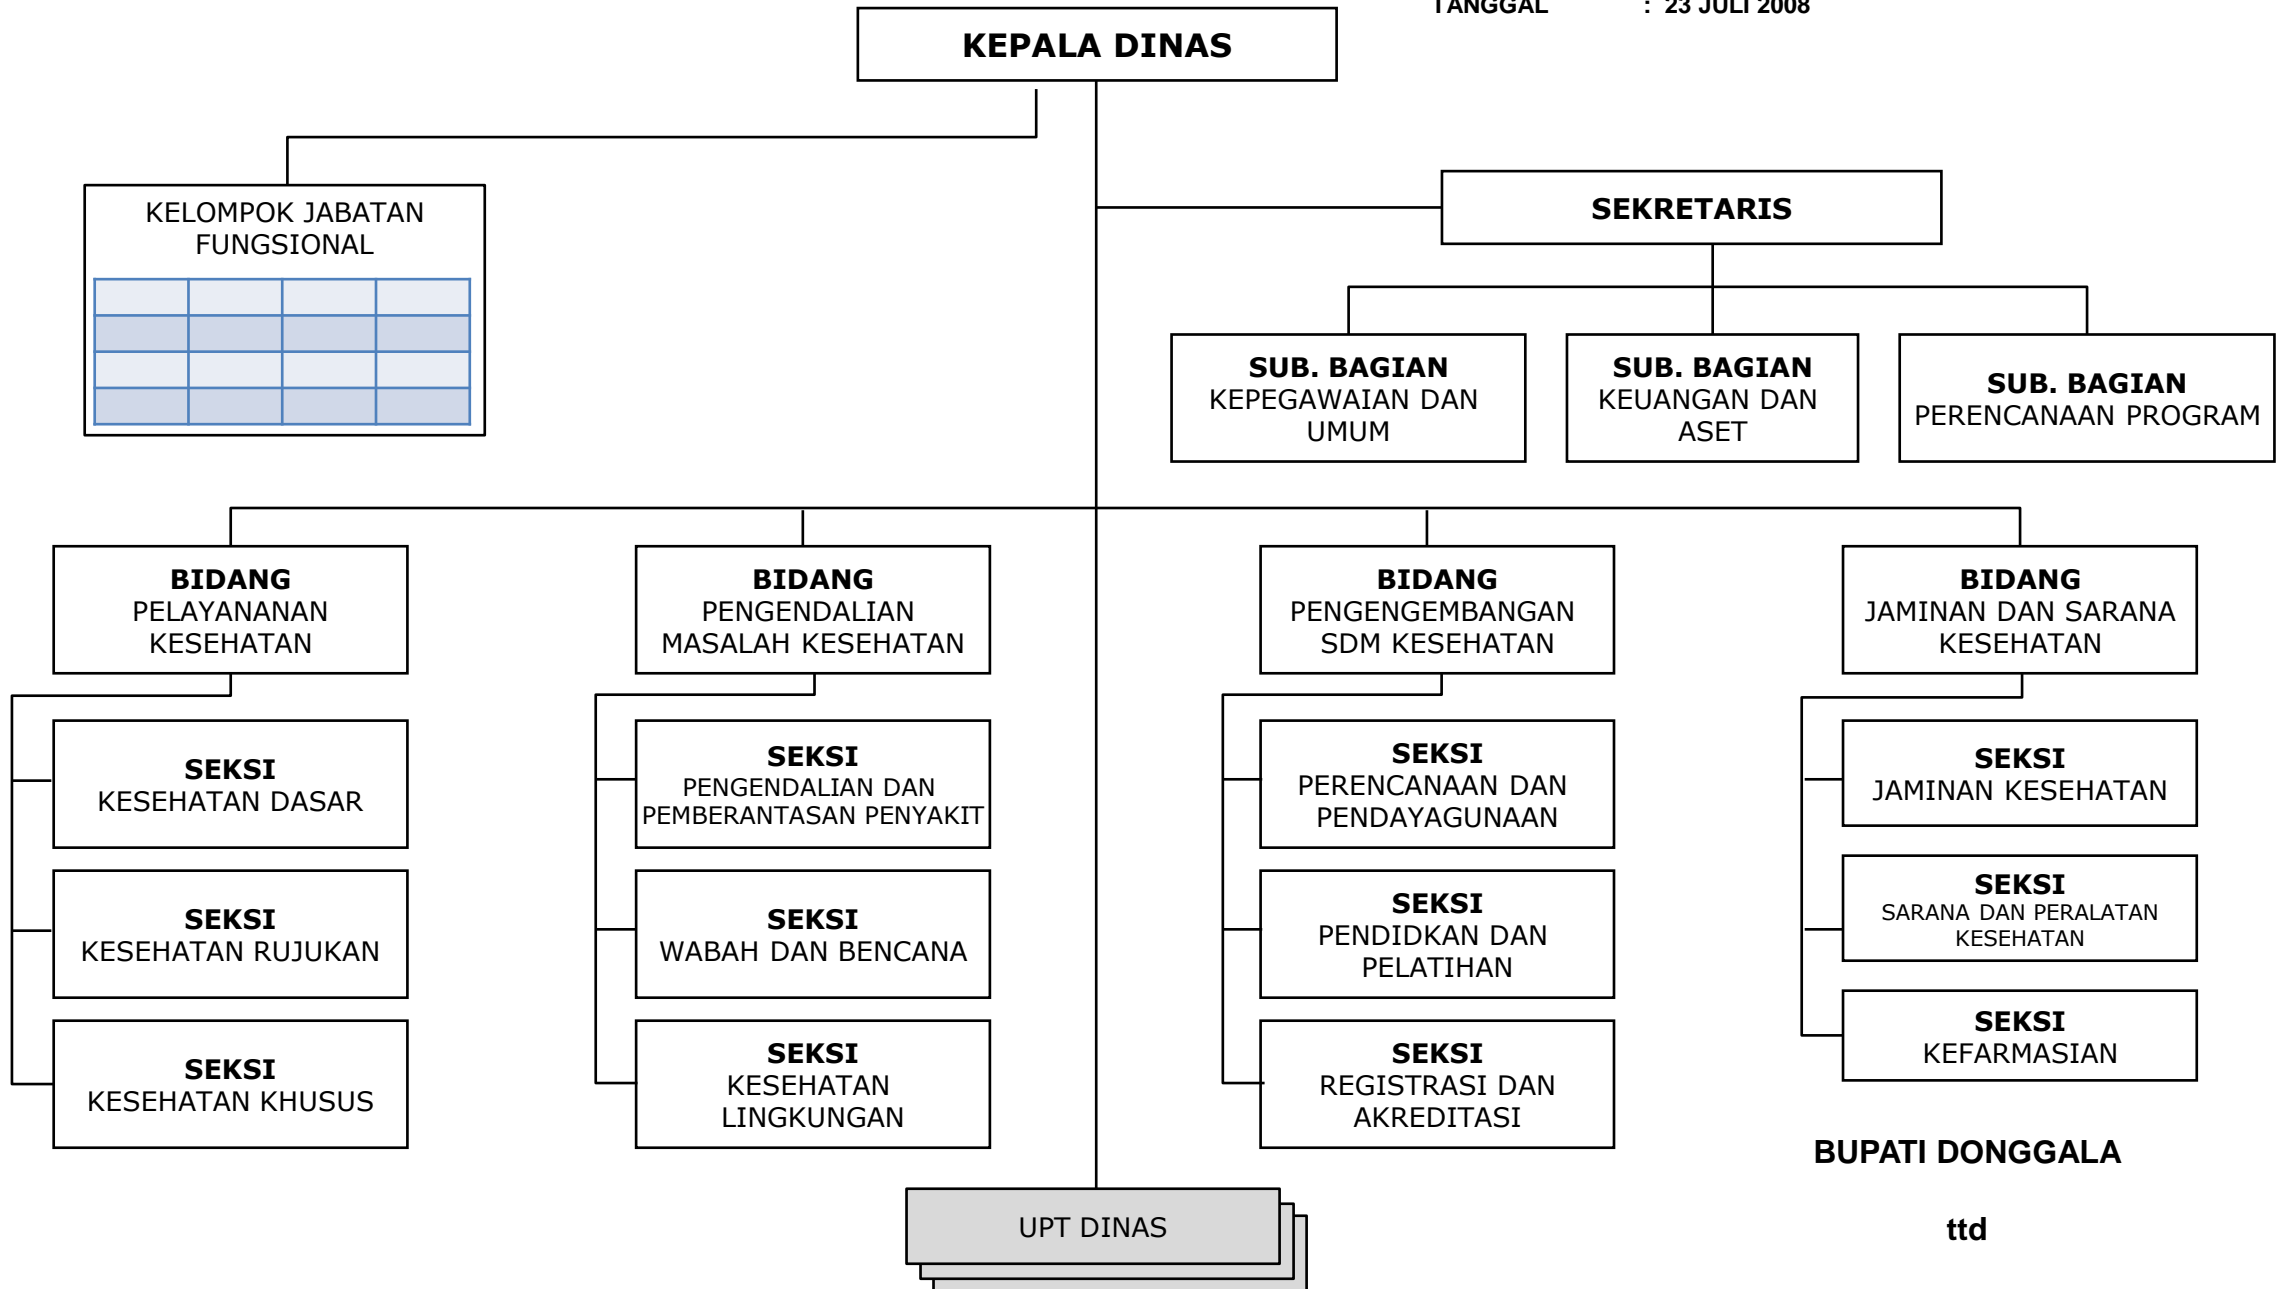 TANGGAL : 23 JULI 2008
KEPALA DINAS
KELOMPOK JABATAN
FUNGSIONAL
SEKRETARIS
SUB. BAGIAN
KEPEGAWAIAN DAN
UMUM
SUB. BAGIAN
KEUANGAN DAN
ASET
SUB. BAGIAN
PERENCANAAN PROGRAM
BIDANG
PELAYANANAN
KESEHATAN
BIDANG
PENGENDALIAN
MASALAH KESEHATAN
BIDANG
PENGENGEMBANGAN
SDM KESEHATAN
BIDANG
JAMINAN DAN SARANA
KESEHATAN
SEKSI
KESEHATAN DASAR
SEKSI
PENGENDALIAN DAN
PEMBERANTASAN PENYAKIT
SEKSI
PERENCANAAN DAN
PENDAYAGUNAAN
SEKSI
JAMINAN KESEHATAN
SEKSI
KESEHATAN RUJUKAN
SEKSI
WABAH DAN BENCANA
SEKSI
PENDIDKAN DAN
PELATIHAN
SEKSI
SARANA DAN PERALATAN
KESEHATAN
SEKSI
KESEHATAN KHUSUS
SEKSI
KESEHATAN
LINGKUNGAN
SEKSI
REGISTRASI DAN
AKREDITASI
SEKSI
KEFARMASIAN
BUPATI DONGGALA
UPT DINAS
ttd